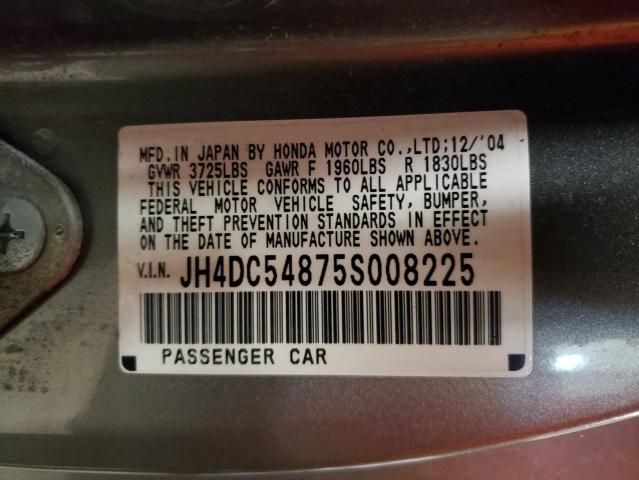 MFD.IN JAPAN BY HONDA MOTOR CO.,LTD;12/'04
GVWR 3725LBS GAWR F 1960LBS R 1830LBS
THIS VEHICLE CONFORMS TO ALL APPLICABLE
FEDERAL MOTOR VEHICLE SAFETY, BUMPER,
AND THEFT PREVENTION STANDARDS IN EFFECT
ON THE DATE OF MANUFACTURE SHOWN ABOVE.
V.I.N. JH4DC54875S008225
PASSENGER CAR